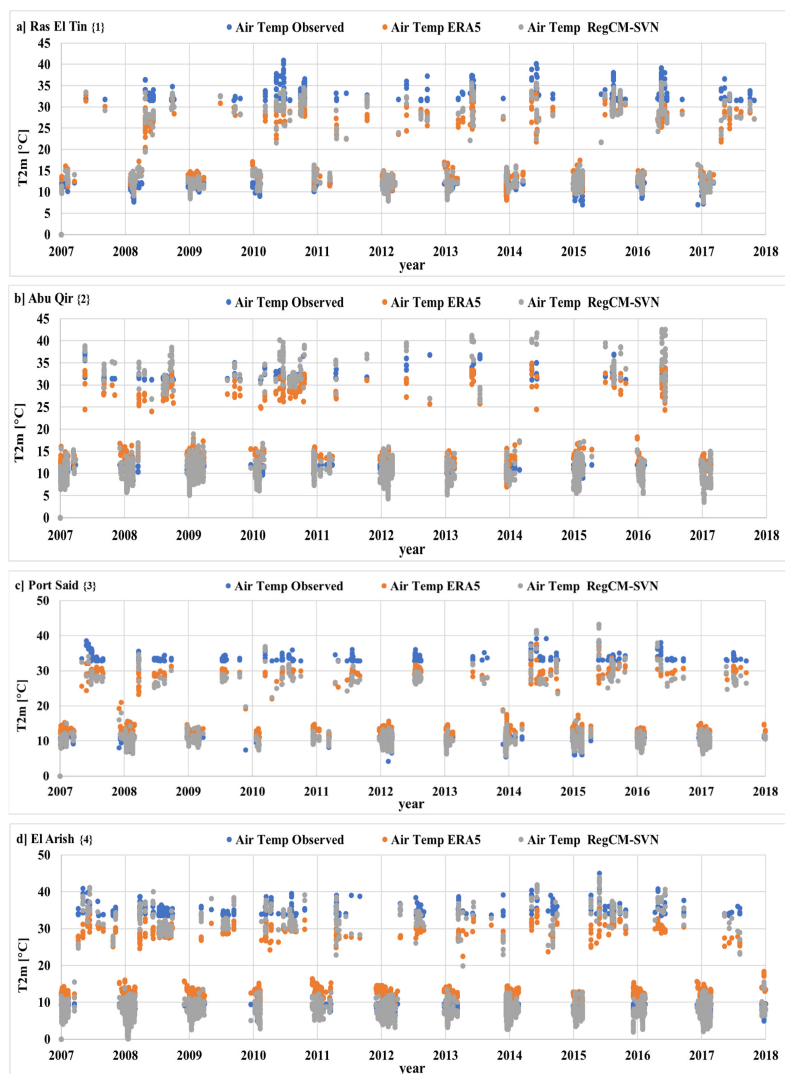 a] Ras El Tin {1}
Air Temp Observed Air Temp ERA5 Air Temp RegCM-SVN
45
40
35
30
25
20
15
10
5
0
T2m [°C]
2007 2008 2009 2010 2011 2012 2013 2014 2015 2016 2017 2018
year
b] Abu Qir {2}
Air Temp Observed Air Temp ERA5 Air Temp RegCM-SVN
45
40
35
30
25
20
15
10
5
0
T2m [°C]
2007 2008 2009 2010 2011 2012 2013 2014 2015 2016 2017 2018
year
c] Port Said {3}
Air Temp Observed Air Temp ERA5 Air Temp RegCM-SVN
50
40
30
20
10
0
T2m [°C]
2007 2008 2009 2010 2011 2012 2013 2014 2015 2016 2017 2018
year
d] El Arish {4}
Air Temp Observed Air Temp ERA5 Air Temp RegCM-SVN
50
40
30
20
10
0
T2m [°C]
2007 2008 2009 2010 2011 2012 2013 2014 2015 2016 2017 2018
year